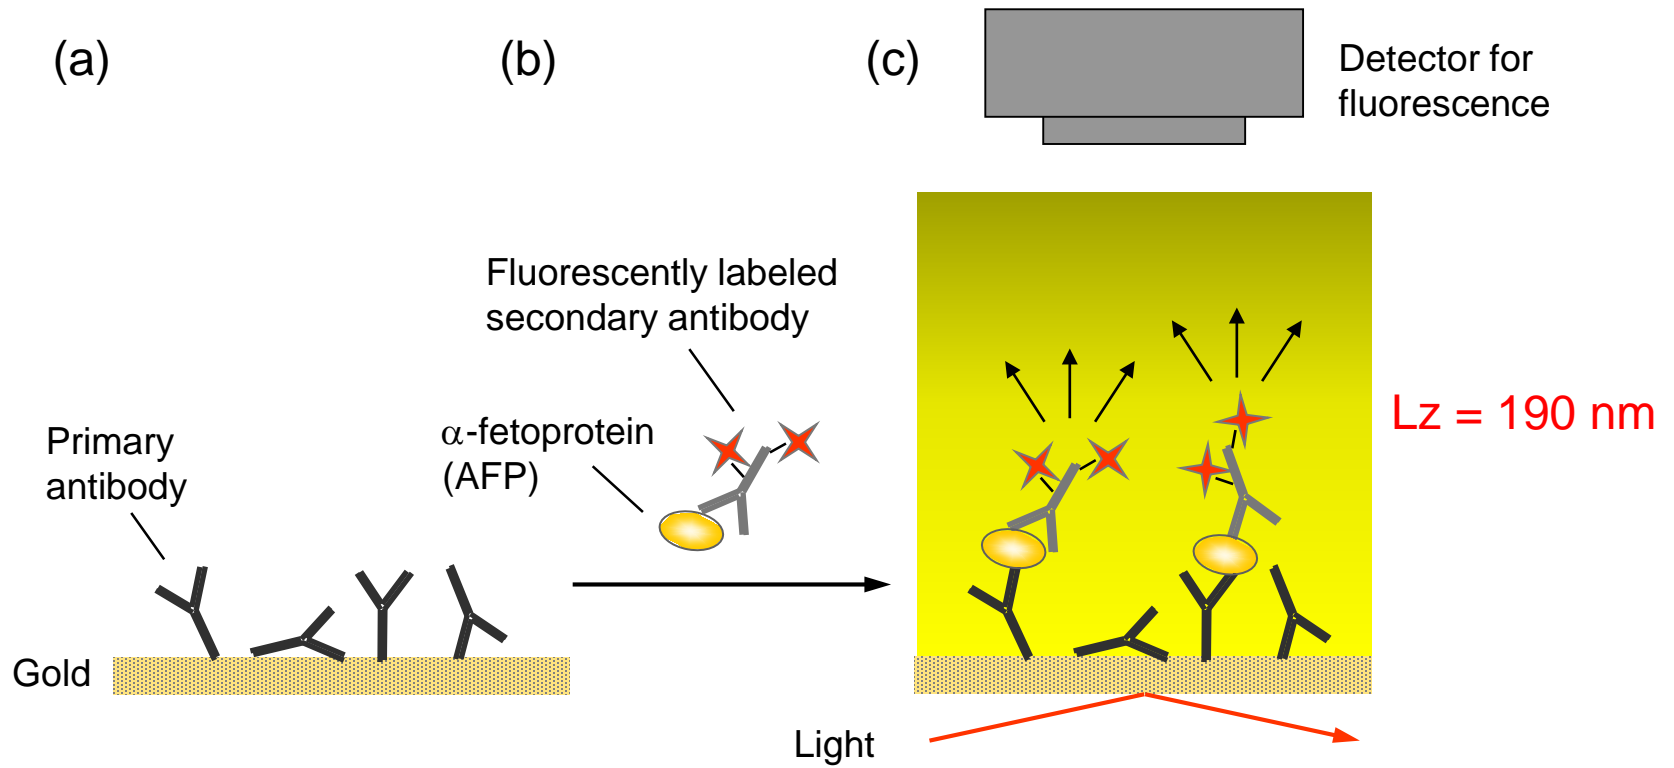 (a)
(b)
(c)
Detector for
fluorescence
Fluorescently labeled
secondary antibody
Primary
antibody
α-fetoprotein
(AFP)
Lz = 190 nm
Gold
Light